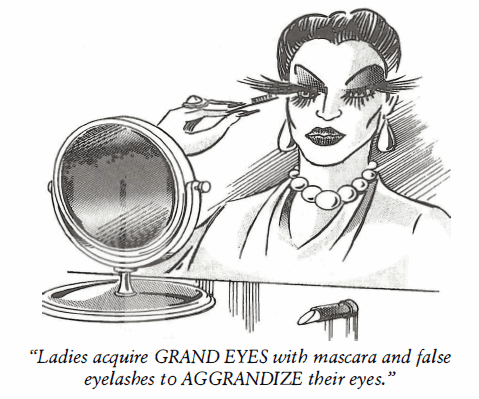 “Ladies acquire GRAND EYES with mascara and false
eyelashes to AGGRANDIZE their eyes.”